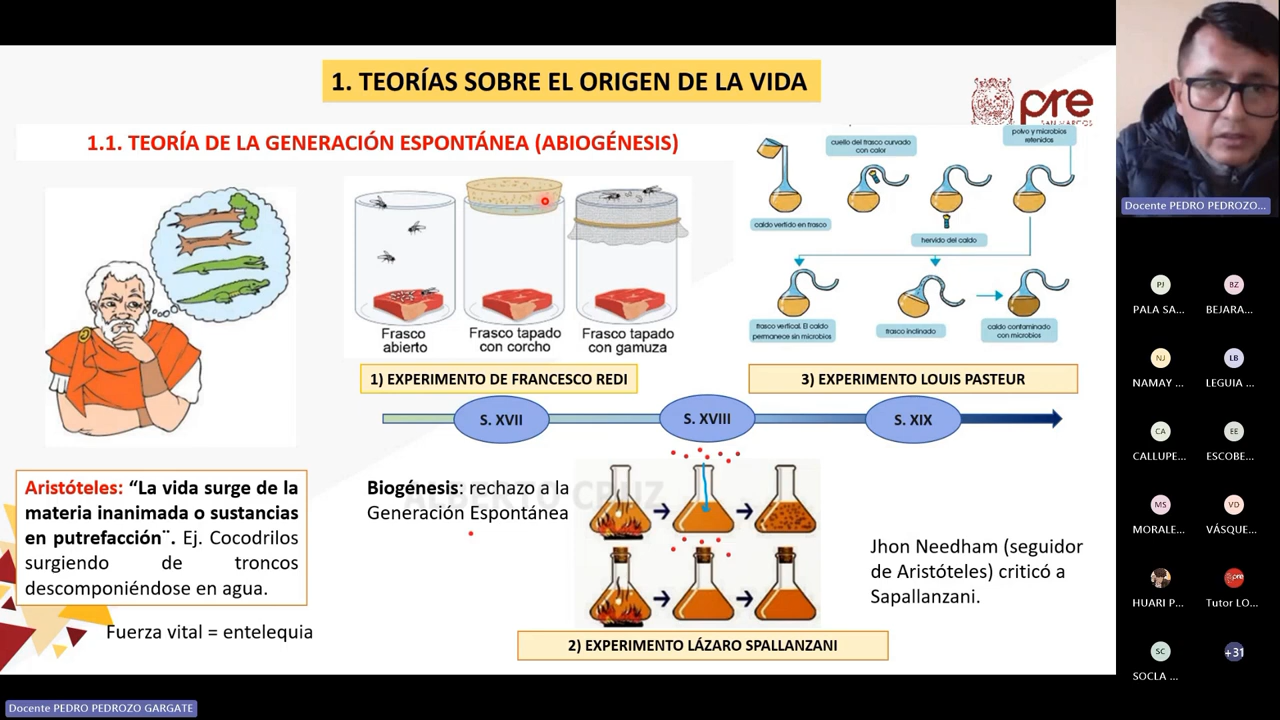 1. TEORÍAS SOBRE EL ORIGEN DE LA VIDA
pre
SAN MARCOS
1.1. TEORÍA DE LA GENERACIÓN ESPONTÁNEA (ABIOGÉNESIS)
Frasco
abierto
Frasco tapado
con corcho
Frasco tapado
con gamuza
1) EXPERIMENTO DE FRANCESCO REDI
cuello del frasco curvado
con calor
polvo y microbios
retenidos
caldo vertido en frasco
hervido del caldo
frasco vertical. El caldo
permanece sin microbios
frasco inclinado
caldo contaminado
con microbios
3) EXPERIMENTO LOUIS PASTEUR
S. XVII
S. XVIII
S. XIX
Aristóteles: “La vida surge de la
materia inanimada o sustancias
en putrefacción¨. Ej. Cocodrilos
surgiendo de troncos
descomponiéndose en agua.
Fuerza vital = entelequia
Biogénesis: rechazo a la
Generación Espontánea
ALBERTO CRUZ
2) EXPERIMENTO LÁZARO SPALLANZANI
Jhon Needham (seguidor
de Aristóteles) criticó a
Sapallanzani.
Docente PEDRO PEDROZO GARGATE
Docente PEDRO PEDROZO...
PJ
PALA SA...
BZ
BEJARA...
NJ
NAMAY ...
LB
LEGUIA ...
CA
CALLUPE...
EE
ESCOBE...
MS
MORALE...
VD
VÁSQUE...
HUARI P...
pre
Tutor LO...
SC
SOCLA ...
+31